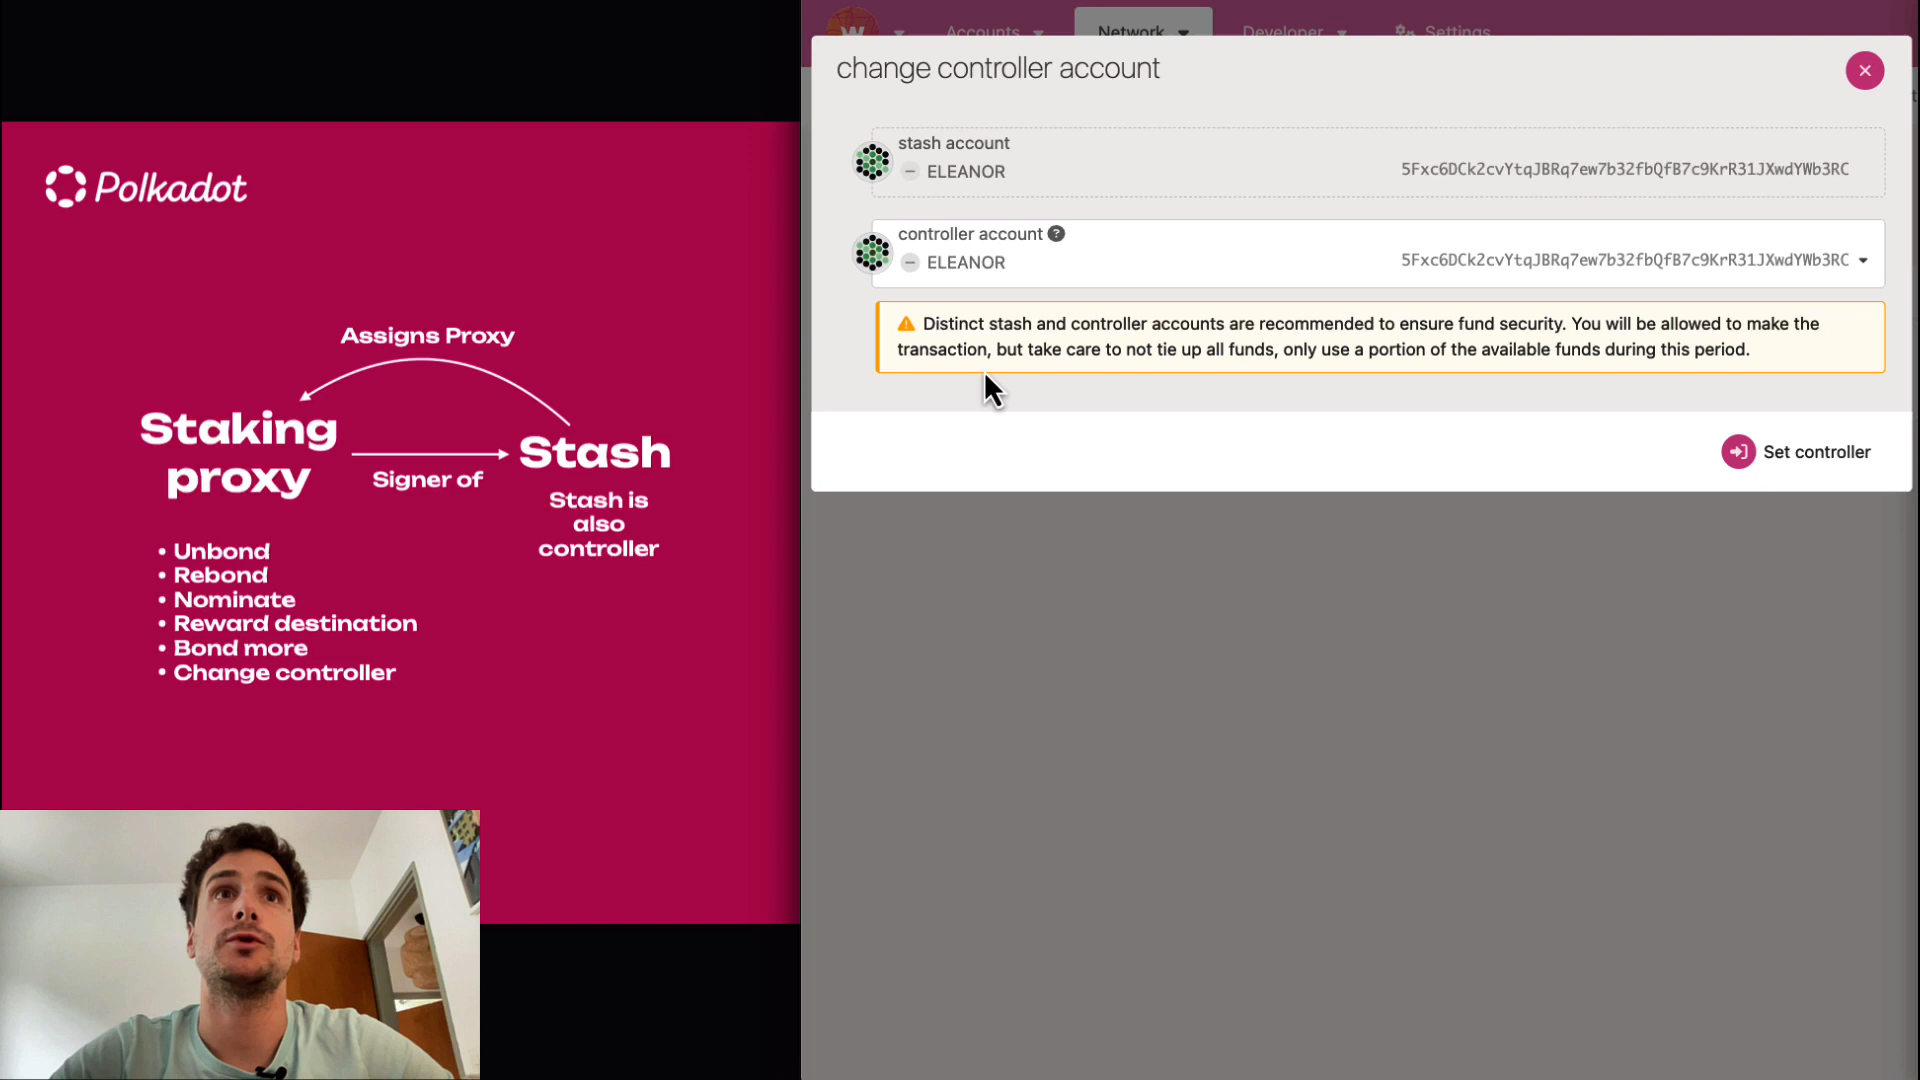 Polkadot
Assigns Proxy
Staking
proxy
Signer of
Stash
Stash is
also
controller
• Unbond
• Rebond
• Nominate
• Reward destination
• Bond more
• Change controller
Accounts
Network
Developer
Settings
change controller account
stash account
ELEANOR
5Fxc6DCk2cvYtqJBRq7ew7b32fbQfB7c9KrR31JXwdYWb3RC
controller account
ELEANOR
5Fxc6DCk2cvYtqJBRq7ew7b32fbQfB7c9KrR31JXwdYWb3RC
Distinct stash and controller accounts are recommended to ensure fund security. You will be allowed to make the
transaction, but take care to not tie up all funds, only use a portion of the available funds during this period.
Set controller